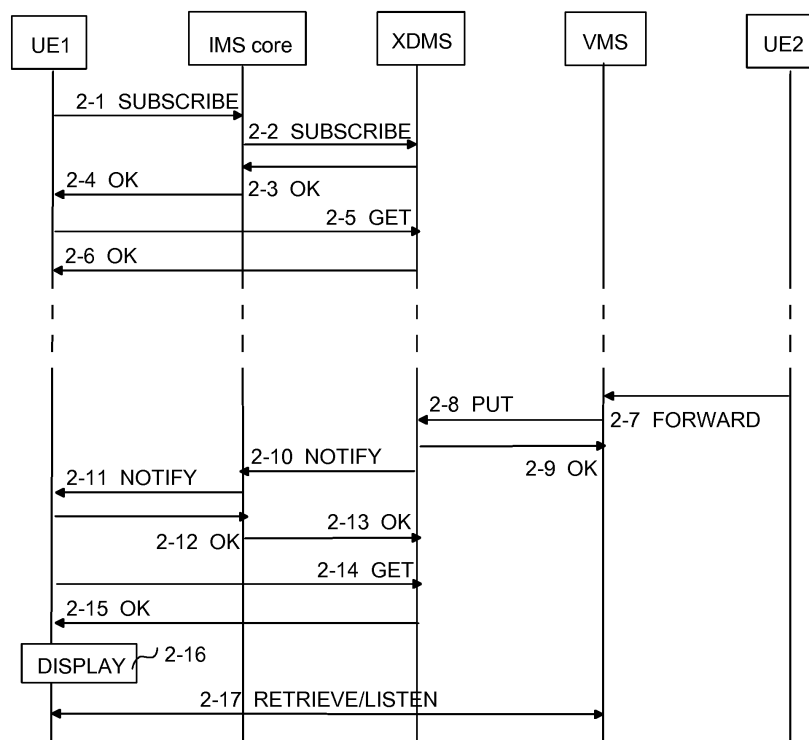 UE1
IMS core
XDMS
VMS
UE2
2-1 SUBSCRIBE
2-2 SUBSCRIBE
2-4 OK
2-3 OK
2-5 GET
2-6 OK
2-8 PUT
2-7 FORWARD
2-10 NOTIFY
2-9 OK
2-11 NOTIFY
2-13 OK
2-12 OK
2-14 GET
2-15 OK
DISPLAY
2-16
2-17 RETRIEVE/LISTEN